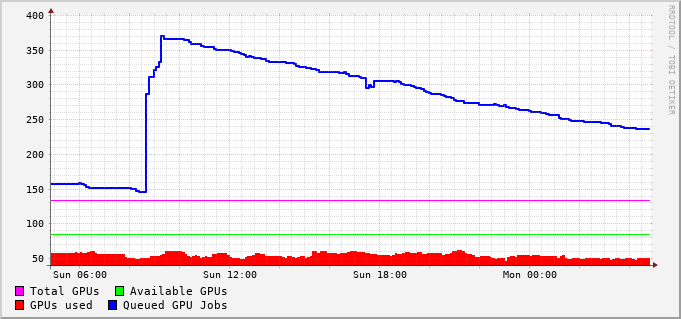 400
350
300
250
200
150
100
50
Sun 06:00 Sun 12:00 Sun 18:00 Mon 00:00
Total GPUs Available GPUs
GPUs used Queued GPU Jobs
RRDTOOL / TOBI OETIKER